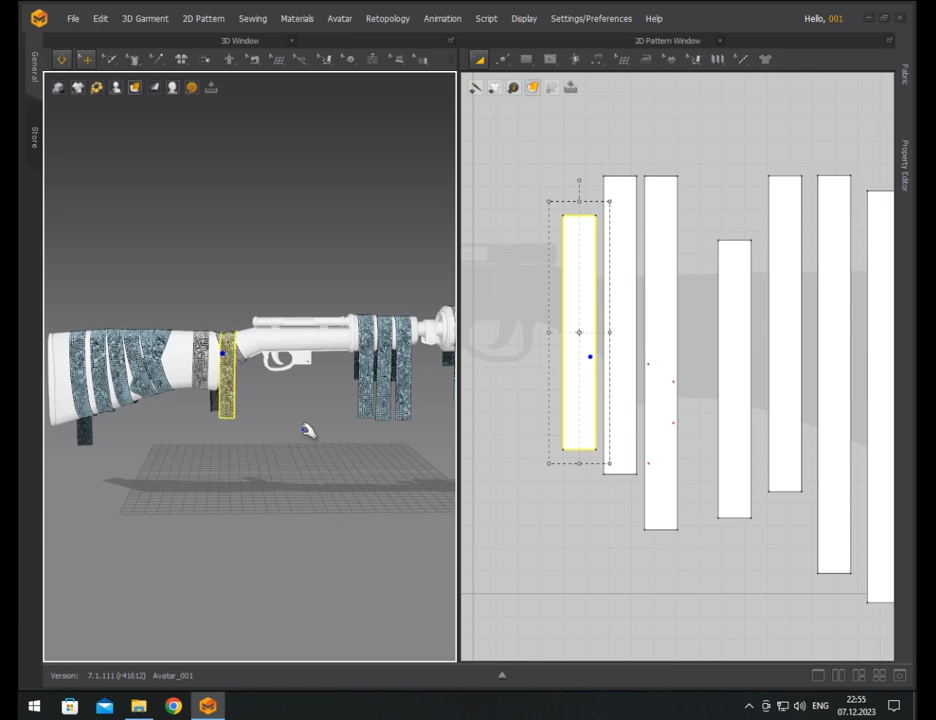 File Edit 3D Garment 2D Pattern Sewing Materials Avatar Retopology Animation Script Display Settings/Preferences Help Hello, 001
3D Window 2D Pattern Window
General
Store
Fabric
Property Editor
Version: 7.1.111 (r41612) Avatar_001
ENG
22:55
07.12.2023